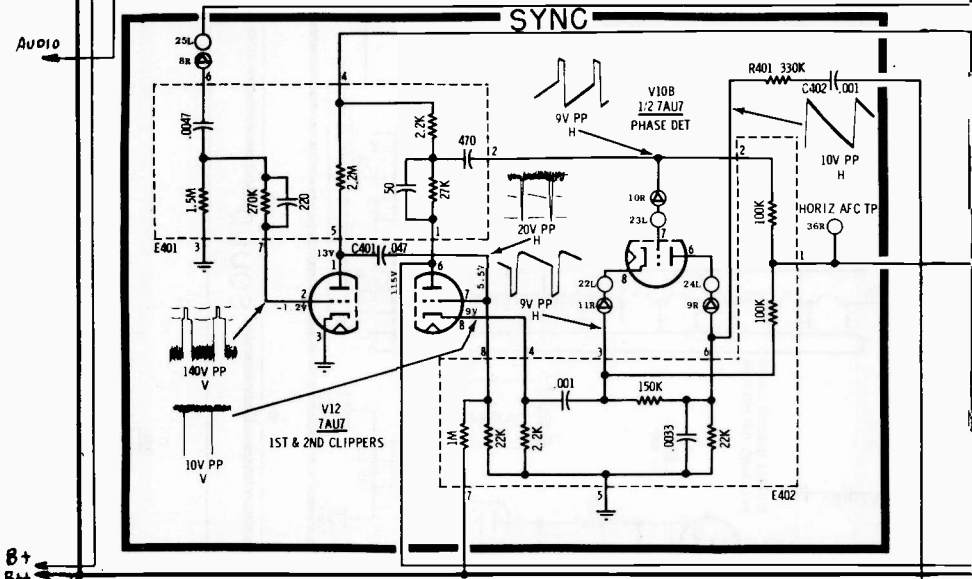 SYNC
AUDIO
25L
8R
6
4
R401 330K
C402 .001
V10B
1/2 7AU7
PHASE DET
9V PP
H
10V PP
H
.0047
2.2K
470
2
2
1.5M
270K
220
2.2M
50
27K
20V PP
H
10R
23L
100K
HORIZ AFC TP
36R
E401
3
7
5
1
13V
C401 .047
7
6
8
1
1
6
115V
5.5V
9V PP
H
22L
11R
24L
9R
100K
2
-1.2V
3
7
8
9V
140V PP
V
8
4
3
6
.001
150K
V12
7AU7
1ST & 2ND CLIPPERS
10V PP
V
1M
22K
2.2K
.0033
22K
7
5
E402
B+